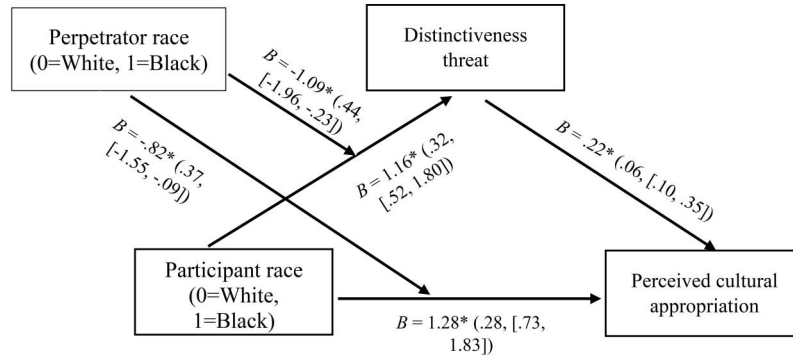 Perpetrator race
(0=White, 1=Black)
Distinctiveness
threat
B = -1.09* (.44,
[-1.96, -.23])
B = -.82* (.37,
[-1.55, -.09])
B = 1.16* (.32,
[.52, 1.80])
B = .22* (.06, [.10, .35])
Participant race
(0=White,
1=Black)
Perceived cultural
appropriation
B = 1.28* (.28, [.73,
1.83])